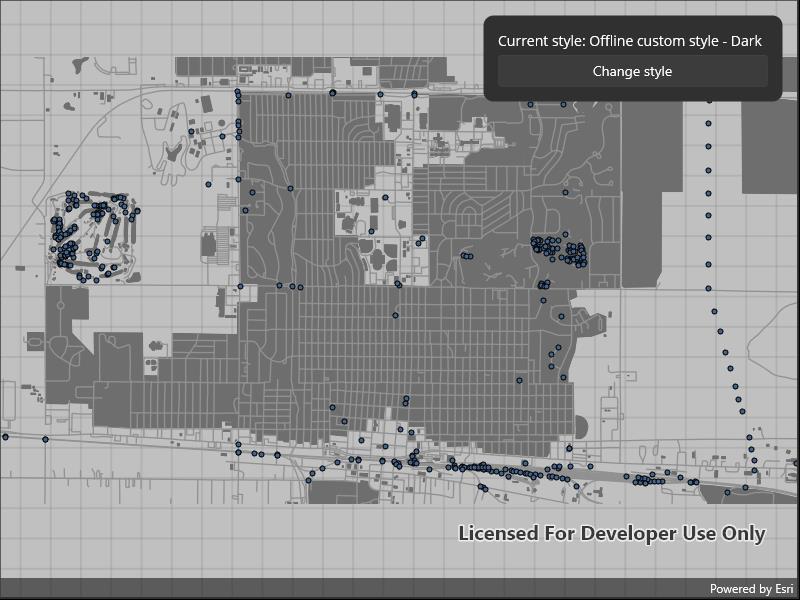 Current style: Offline custom style - Dark
Change style
Licensed For Developer Use Only
Powered by Esri